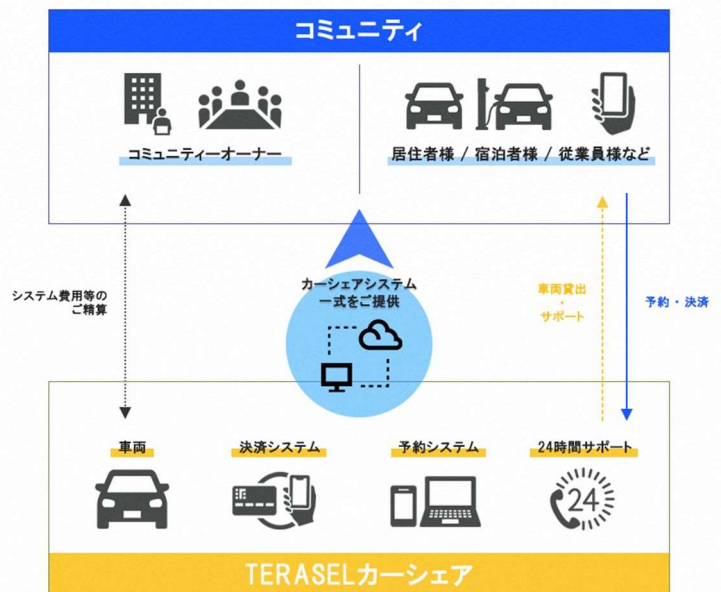 コミュニティ
コミュニティーオーナー
居住者様 / 宿泊者様 / 従業員様など
システム費用等の
ご精算
カーシェアシステム
一式をご提供
車両貸出
・
サポート
予約・決済
車両
決済システム
予約システム
24時間サポート
24
TERASELカーシェア